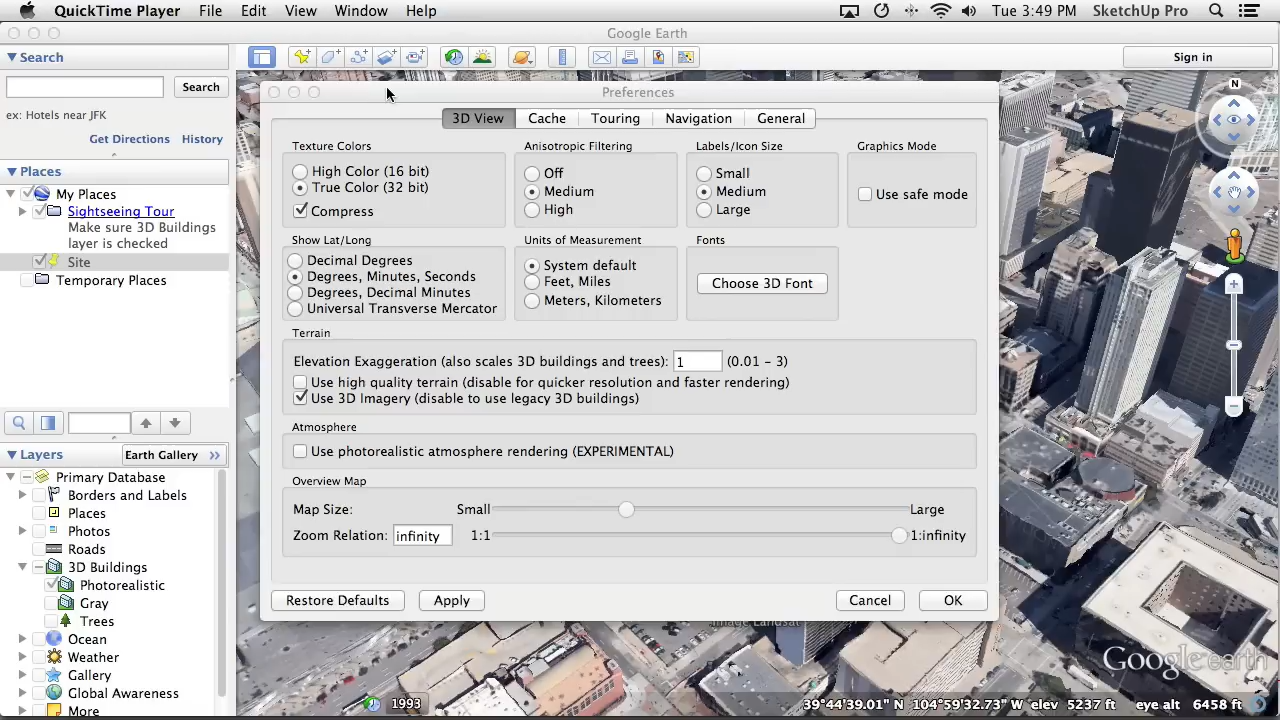 QuickTime Player File Edit View Window Help Tue 3:49 PM SketchUp Pro
Google Earth
Search
Sign in
Search
ex: Hotels near JFK
Get Directions History
Places
My Places
Sightseeing Tour
Make sure 3D Buildings
layer is checked
Site
Temporary Places
Layers
Earth Gallery >>
Primary Database
Borders and Labels
Places
Photos
Roads
3D Buildings
Photorealistic
Gray
Trees
Ocean
Weather
Gallery
Global Awareness
More
Preferences
3D View Cache Touring Navigation General
Texture Colors
High Color (16 bit)
True Color (32 bit)
Compress
Anisotropic Filtering
Off
Medium
High
Labels/Icon Size
Small
Medium
Large
Graphics Mode
Use safe mode
Show Lat/Long
Decimal Degrees
Degrees, Minutes, Seconds
Degrees, Decimal Minutes
Universal Transverse Mercator
Units of Measurement
System default
Feet, Miles
Meters, Kilometers
Fonts
Choose 3D Font
Terrain
Elevation Exaggeration (also scales 3D buildings and trees): 1 (0.01 - 3)
Use high quality terrain (disable for quicker resolution and faster rendering)
Use 3D Imagery (disable to use legacy 3D buildings)
Atmosphere
Use photorealistic atmosphere rendering (EXPERIMENTAL)
Overview Map
Map Size: Small Large
Zoom Relation: infinity 1:1 1:infinity
Restore Defaults Apply Cancel OK
N
Image Landsat
Google earth
1993 39°44'39.01" N 104°59'32.73" W elev 5237 ft eye alt 6458 ft